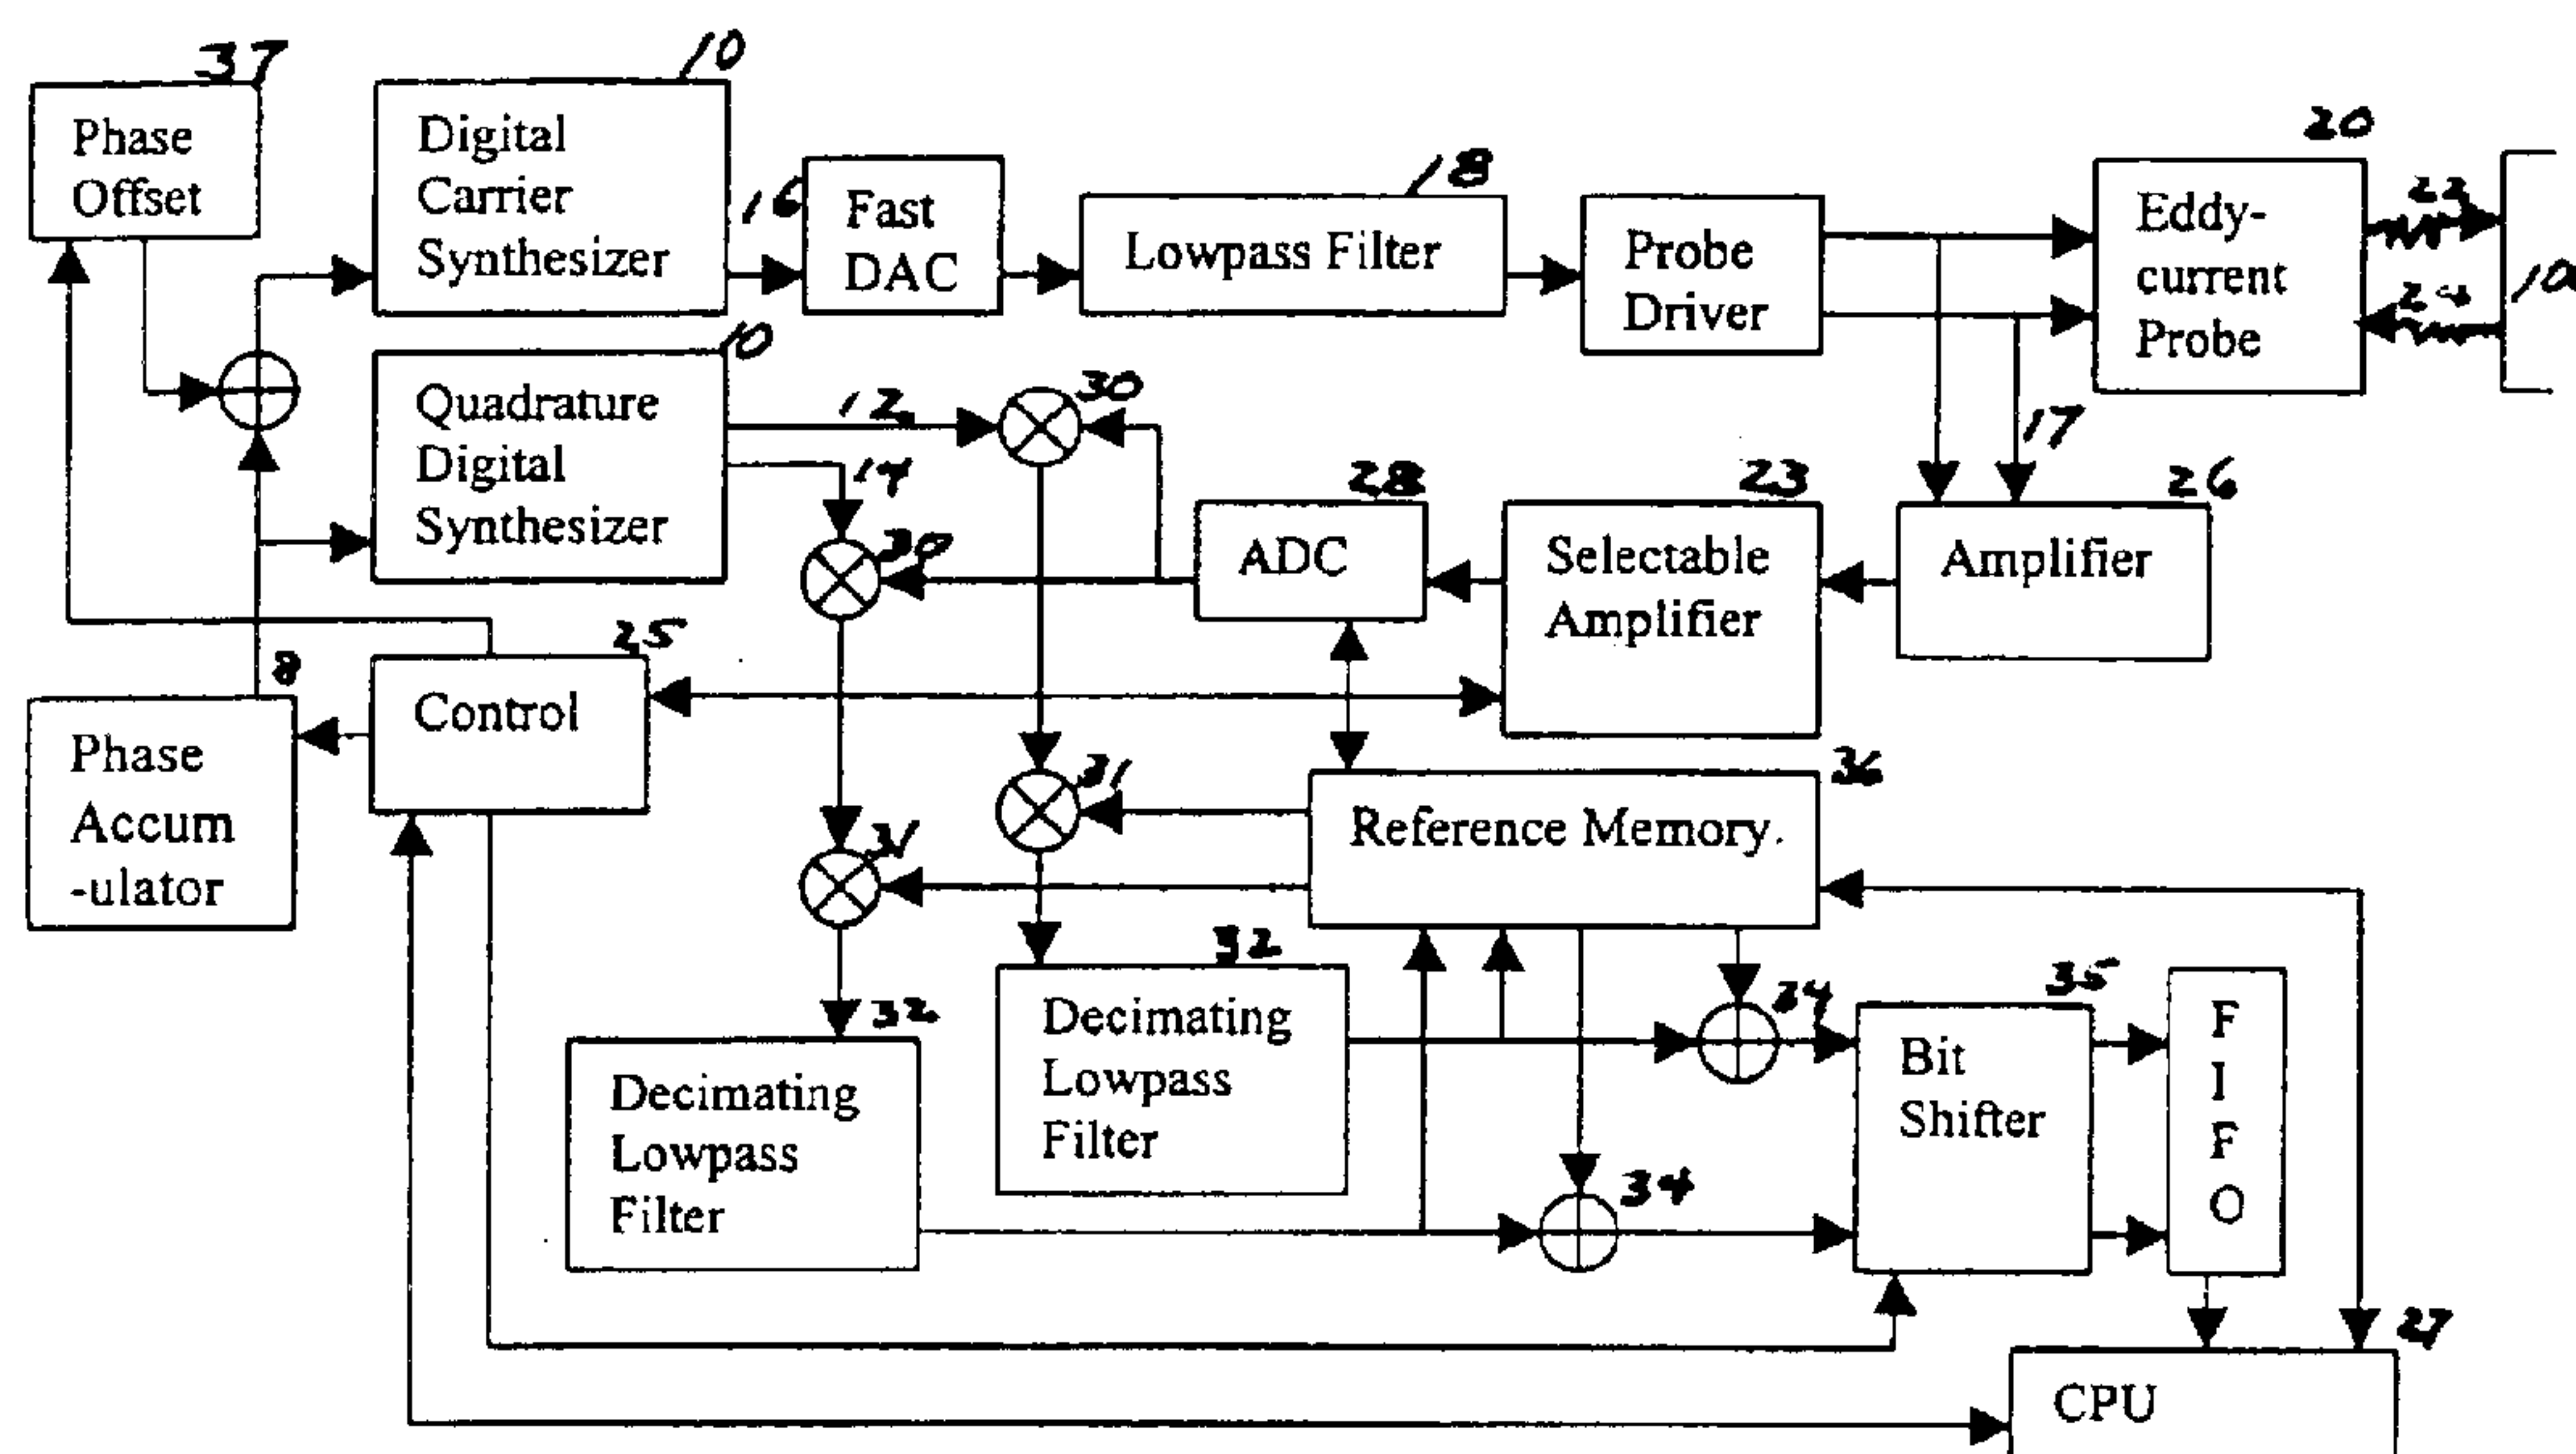 37
10
Phase
Offset
Digital
Carrier
Synthesizer
16
Fast
DAC
18
Lowpass Filter
Probe
Driver
20
Eddy-
current
Probe
22
24
10
Quadrature
Digital
Synthesizer
12
14
30
30
28
ADC
23
Selectable
Amplifier
17
26
Amplifier
8
Phase
Accum
-ulator
25
Control
31
31
36
Reference Memory.
32
Decimating
Lowpass
Filter
32
Decimating
Lowpass
Filter
34
34
35
Bit
Shifter
F
I
F
O
27
CPU